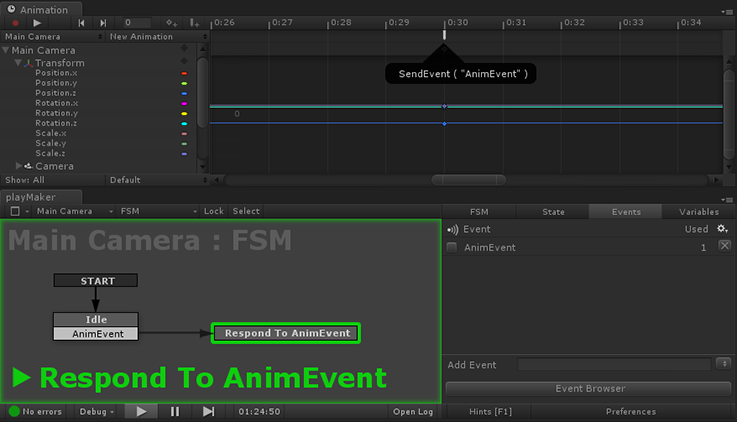 Animation
0
0:26 0:27 0:28 0:29 0:30 0:31 0:32 0:33 0:34
Main Camera New Animation
Main Camera
Transform
Position.x
Position.y
Position.z
Rotation.x
Rotation.y
Rotation.z
Scale.x
Scale.y
Scale.z
Camera
Show: All Default
SendEvent ( "AnimEvent" )
0
playMaker
Main Camera FSM Lock Select
FSM State Events Variables
Main Camera : FSM
START
Idle
AnimEvent
Respond To AnimEvent
Respond To AnimEvent
Event Used
AnimEvent 1
Add Event
Event Browser
No errors Debug 01:24:50 Open Log
Hints [F1] Preferences